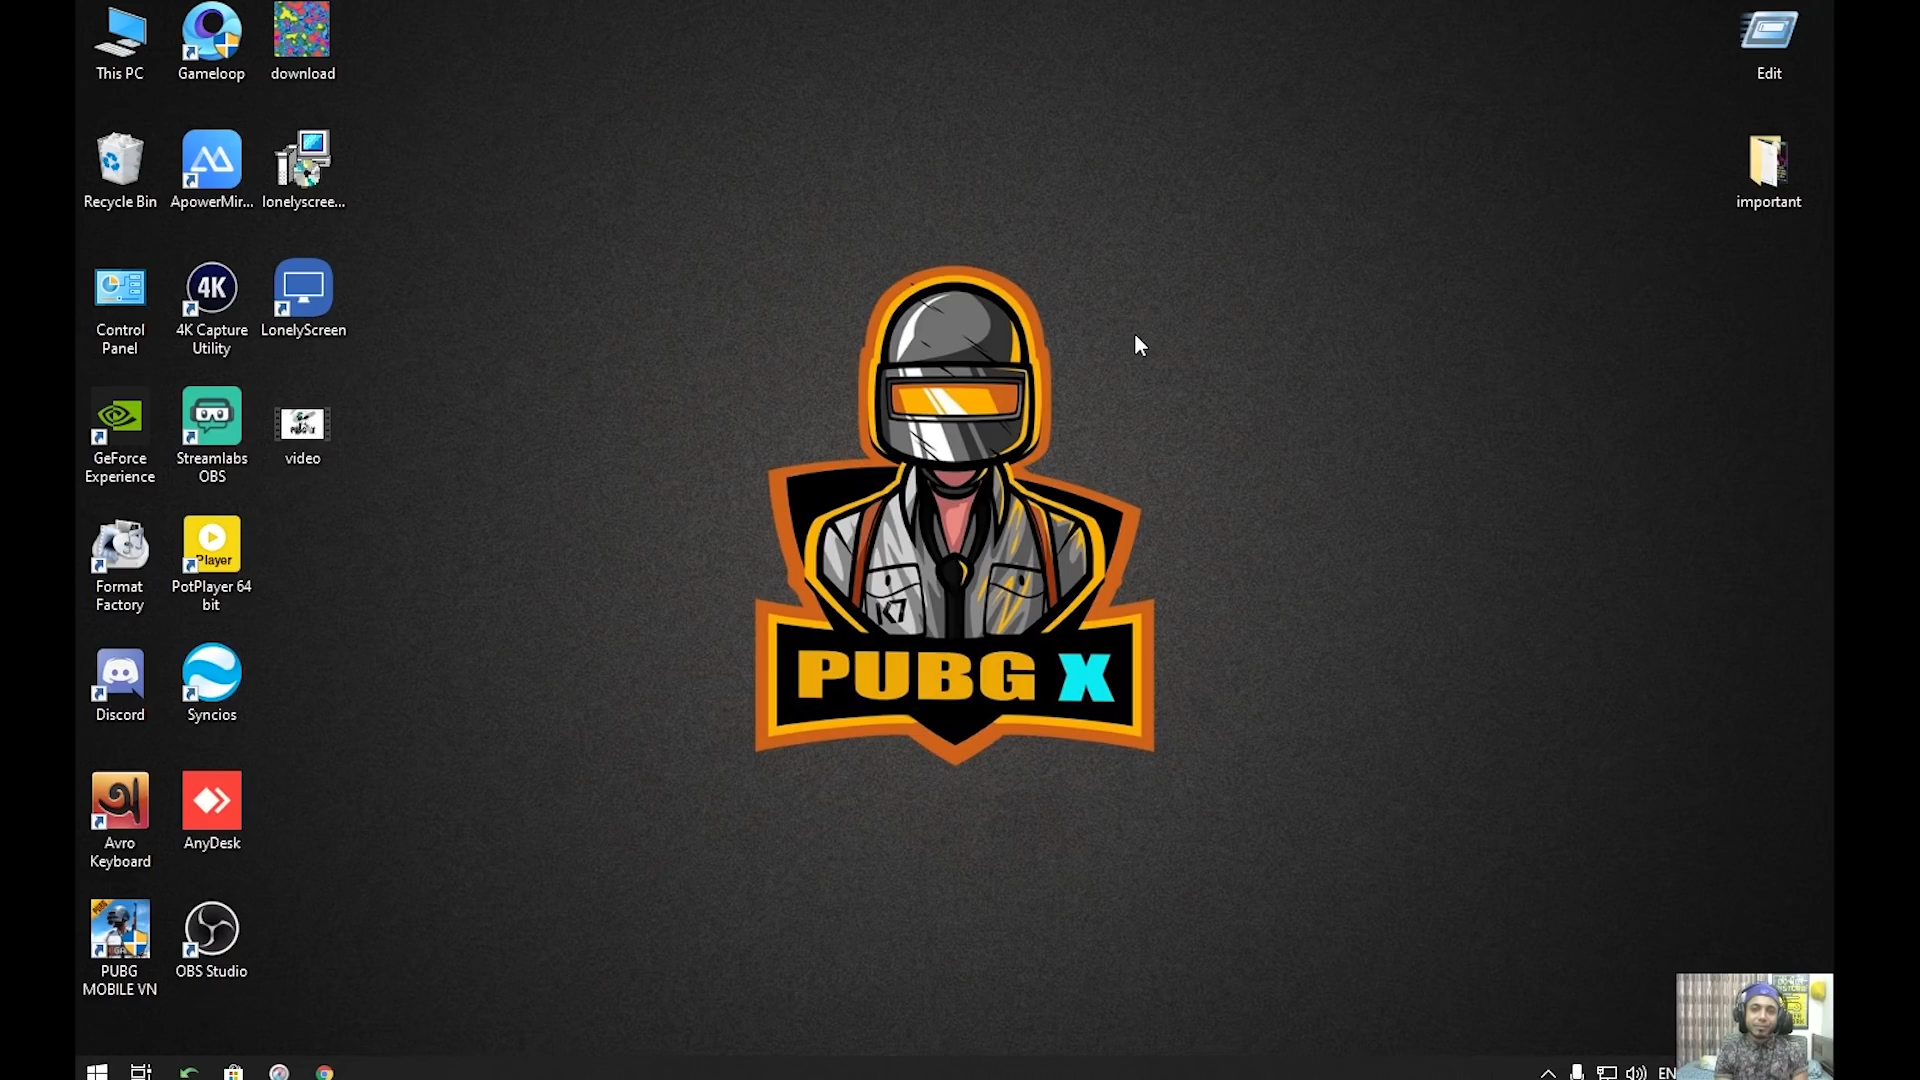 This PC
Gameloop
download
Edit
Recycle Bin
ApowerMir...
lonelyscree...
important
Control
Panel
4K
4K Capture
Utility
LonelyScreen
GeForce
Experience
Streamlabs
OBS
video
Format
Factory
Player
PotPlayer 64
bit
Discord
Syncios
অ
Avro
Keyboard
AnyDesk
PUBG
MOBILE VN
OBS Studio
K7
PUBG X
EN